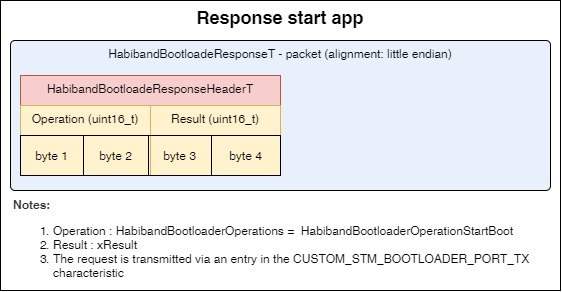 Response start app
HabibandBootloadeResponseT - packet (alignment: little endian)
HabibandBootloadeResponseHeaderT
Operation (uint16_t) Result (uint16_t)
byte 1 byte 2 byte 3 byte 4
Notes:
1. Operation : HabibandBootloaderOperations = HabibandBootloaderOperationStartBoot
2. Result : xResult
3. The request is transmitted via an entry in the CUSTOM_STM_BOOTLOADER_PORT_TX
characteristic